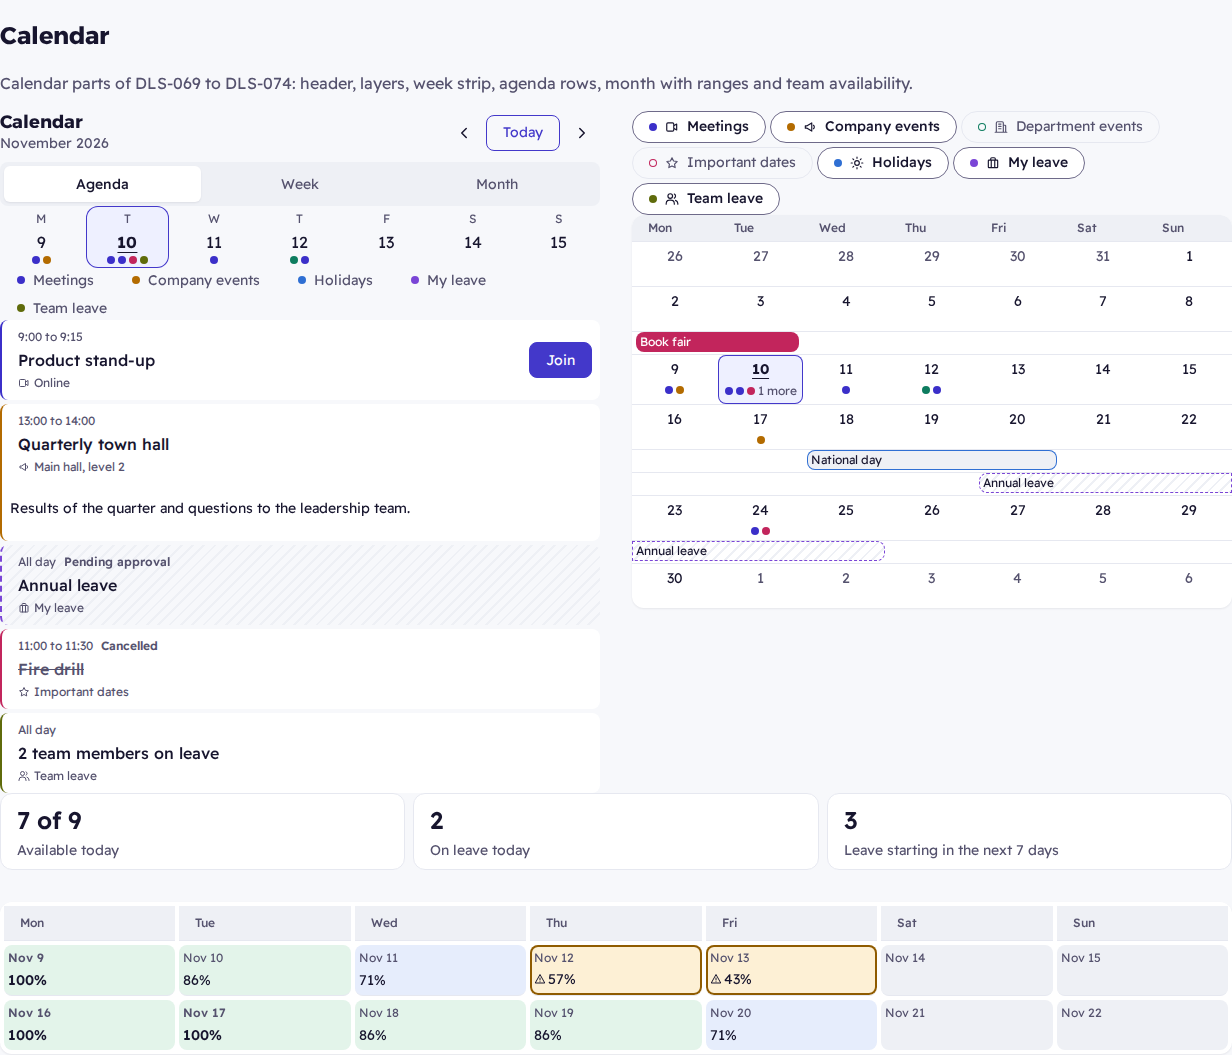 Calendar
Calendar parts of DLS-069 to DLS-074: header, layers, week strip, agenda rows, month with ranges and team availability.
Calendar
November 2026
Today
Agenda Week Month
M T W T F S S
9 10 11 12 13 14 15
Meetings Company events Holidays My leave
Team leave
9:00 to 9:15
Product stand-up
Online
Join
13:00 to 14:00
Quarterly town hall
Main hall, level 2
Results of the quarter and questions to the leadership team.
All day Pending approval
Annual leave
My leave
11:00 to 11:30 Cancelled
Fire drill
Important dates
All day
2 team members on leave
Team leave
Meetings Company events Department events
Important dates Holidays My leave
Team leave
Mon Tue Wed Thu Fri Sat Sun
26 27 28 29 30 31 1
2 3 4 5 6 7 8
Book fair
9 10 11 12 13 14 15
1 more
16 17 18 19 20 21 22
National day
Annual leave
23 24 25 26 27 28 29
Annual leave
30 1 2 3 4 5 6
7 of 9
Available today
2
On leave today
3
Leave starting in the next 7 days
Mon Tue Wed Thu Fri Sat Sun
Nov 9 Nov 10 Nov 11 Nov 12 Nov 13 Nov 14 Nov 15
100% 86% 71% 57% 43%
Nov 16 Nov 17 Nov 18 Nov 19 Nov 20 Nov 21 Nov 22
100% 100% 86% 86% 71%